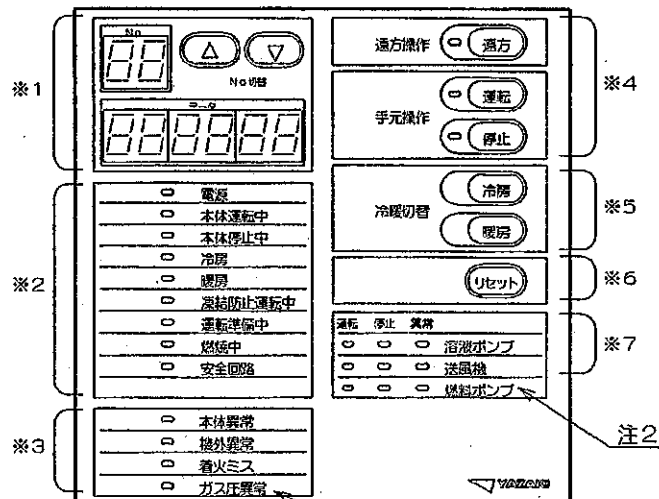 ※1
No
88
△
▽
No切替
データ
88 88 88
※2
電源
本体運転中
本体停止中
冷房
暖房
凍結防止運転中
運転準備中
燃焼中
安全回路
※3
本体異常
機外異常
着火ミス
ガス圧異常
遠方操作
遠方
手元操作
運転
停止
※4
冷暖切替
冷房
暖房
※5
リセット
※6
運転 停止 異常
溶液ポンプ
送風機
燃料ポンプ
※7
注2
YAZAKI